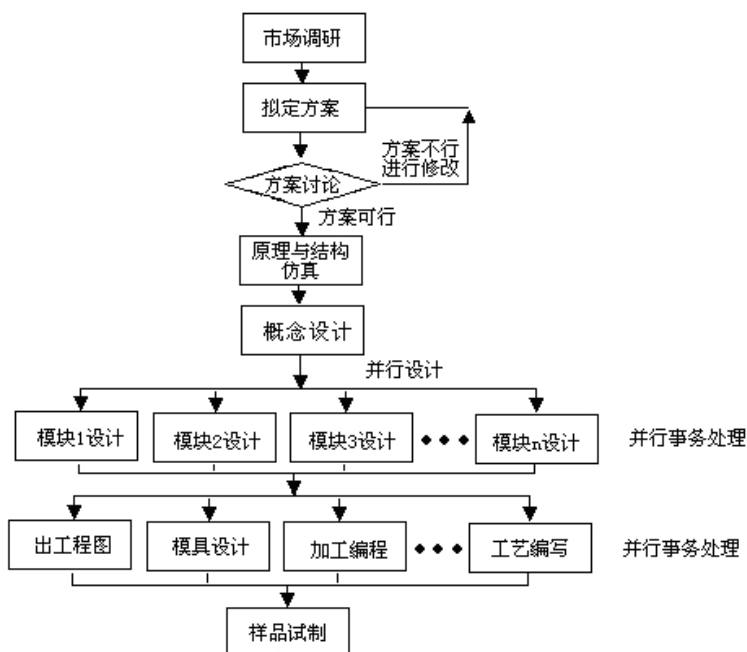 市场调研
拟定方案
方案不行
进行修改
方案讨论
方案可行
原理与结构
仿真
概念设计
并行设计
模块1设计 模块2设计 模块3设计 ••• 模块n设计 并行事务处理
出工程图 模具设计 加工编程 ••• 工艺编写 并行事务处理
样品试制